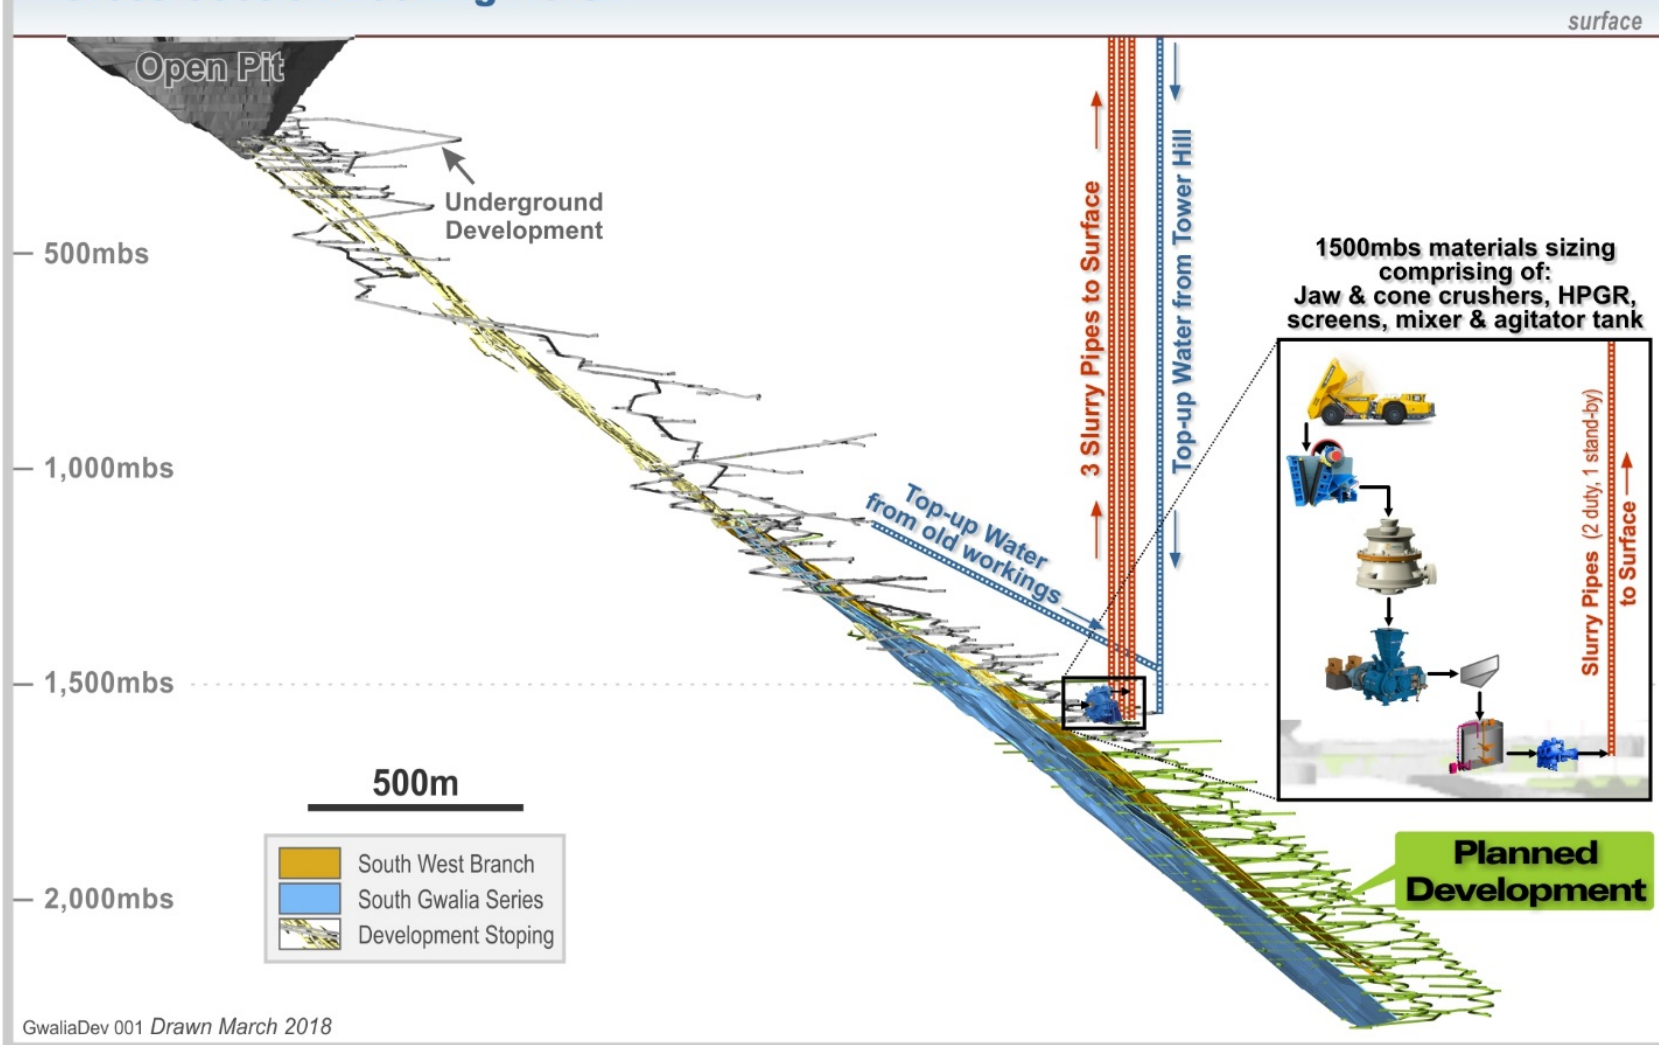 surface
Open Pit
Underground
Development
500mbs
1,000mbs
1,500mbs
2,000mbs
3 Slurry Pipes to Surface
Top-up Water from Tower Hill
Top-up Water
from old workings
1500mbs materials sizing
comprising of:
Jaw & cone crushers, HPGR,
screens, mixer & agitator tank
Slurry Pipes (2 duty, 1 stand-by)
to Surface
Planned
Development
500m
South West Branch
South Gwalia Series
Development Stoping
GwaliaDev 001 Drawn March 2018